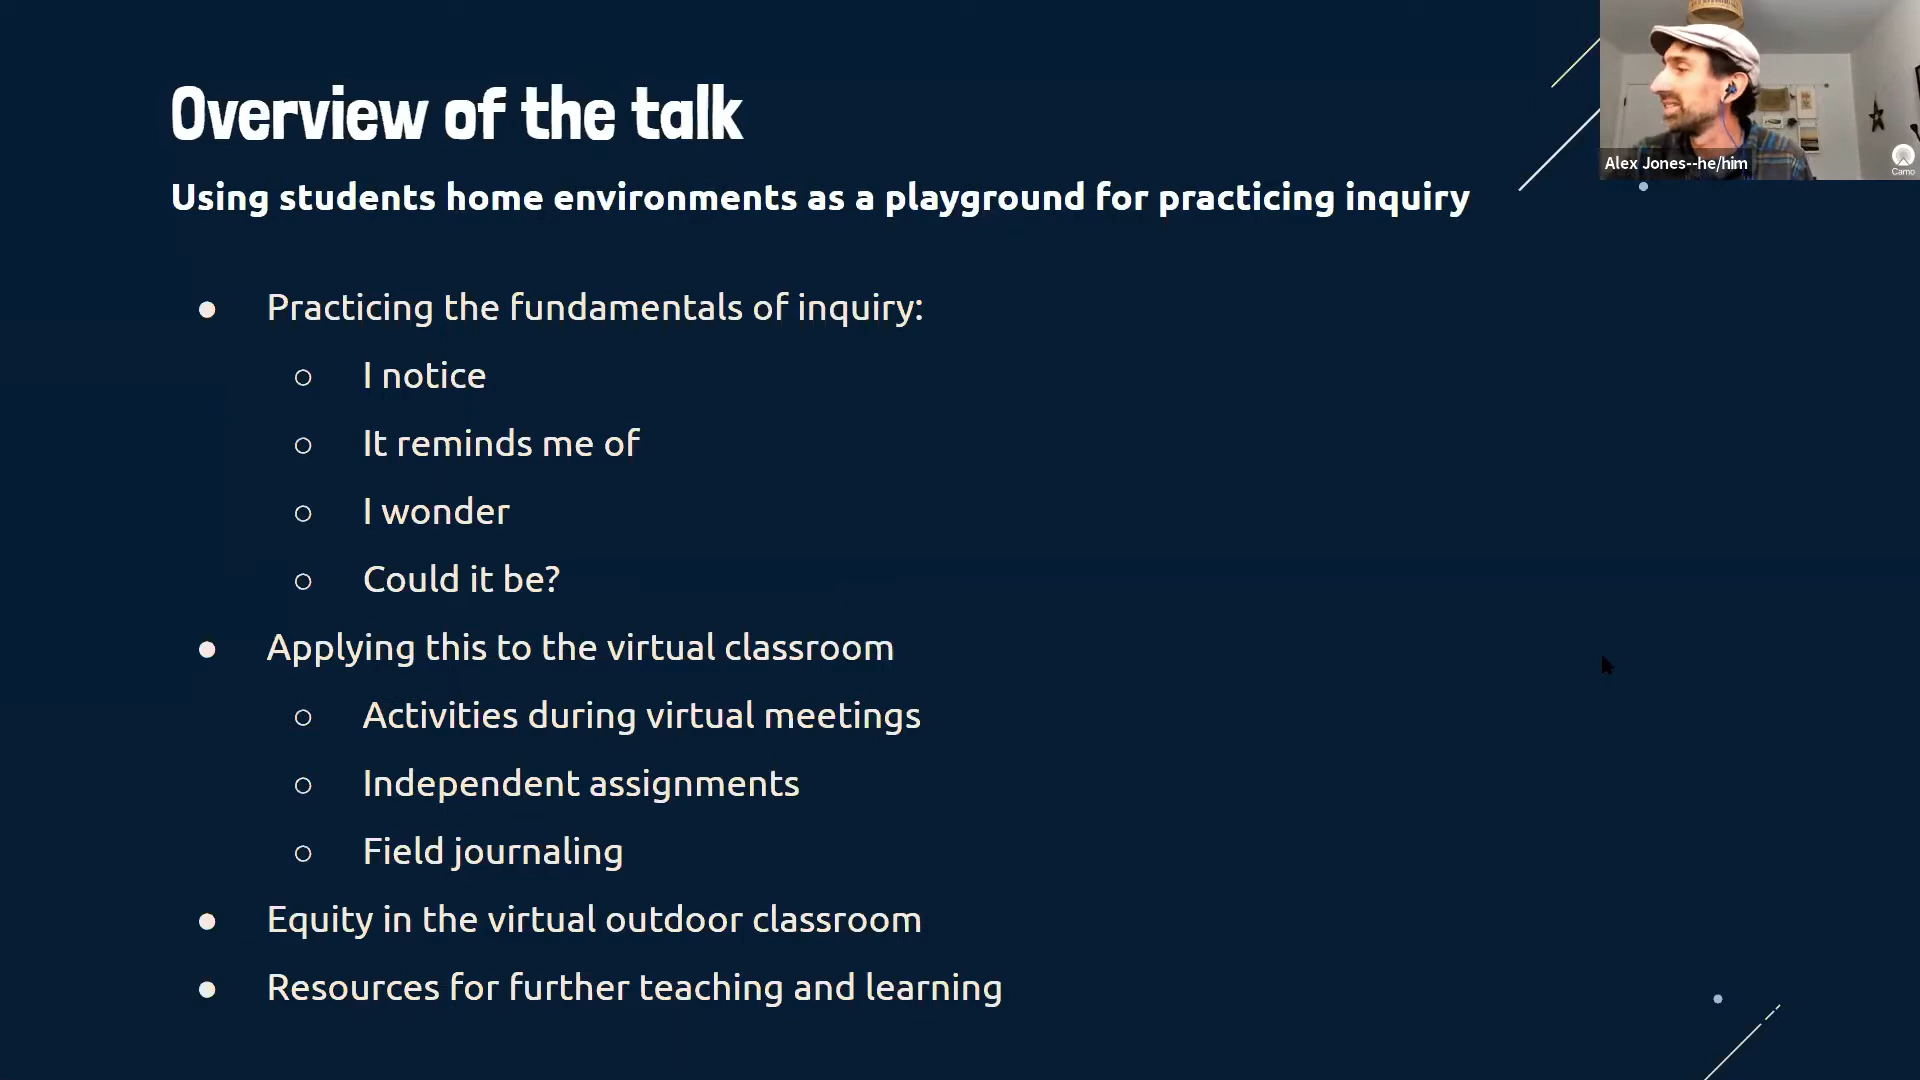 Overview of the talk
Using students home environments as a playground for practicing inquiry
● Practicing the fundamentals of inquiry:
○ I notice
○ It reminds me of
○ I wonder
○ Could it be?
● Applying this to the virtual classroom
○ Activities during virtual meetings
○ Independent assignments
○ Field journaling
● Equity in the virtual outdoor classroom
● Resources for further teaching and learning
Alex Jones--he/him
Camo